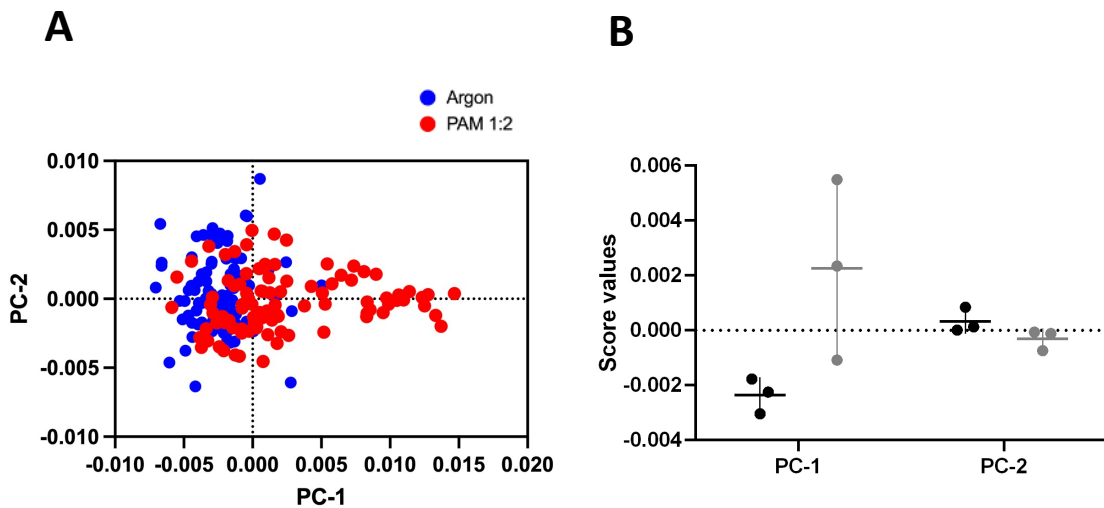 A
B
Argon
PAM 1:2
0.010
0.005
0.000
-0.005
-0.010
PC-2
-0.010 -0.005 0.000 0.005 0.010 0.015 0.020
PC-1
0.006
0.004
0.002
0.000
-0.002
-0.004
Score values
PC-1 PC-2